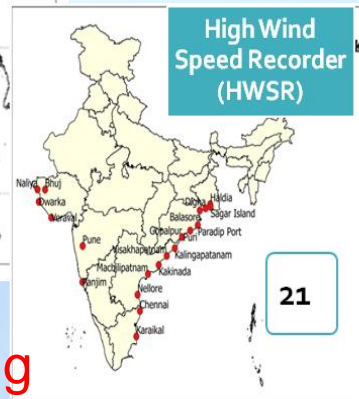 High Wind
Speed Recorder
(HWSR)
Naliya Bhuj
Dwarka
Veraval
Haldia
Digha
Sagar Island
Balasore
Paradip Port
Gopalpur
Puri
Pune
Visakhapatnam
Kalingapatanam
Machilipatnam
Kakinada
Panjim
Nellore
Chennai
Karaikal
21
g